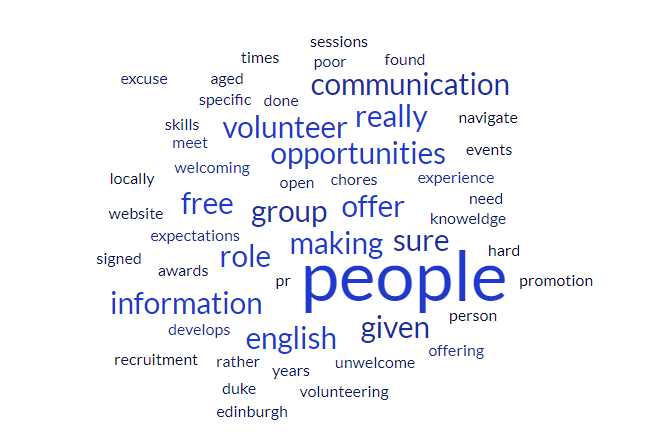 sessions
times
poor
found
excuse
aged
communication
specific
done
really
navigate
skills
volunteer
meet
opportunities
events
welcoming
locally
open
chores
experience
need
website
free
group
offer
knoweldge
expectations
making
sure
hard
signed
role
awards
pr
people
promotion
information
person
develops
english
given
offering
recruitment
rather
unwelcome
years
duke
volunteering
edinburgh